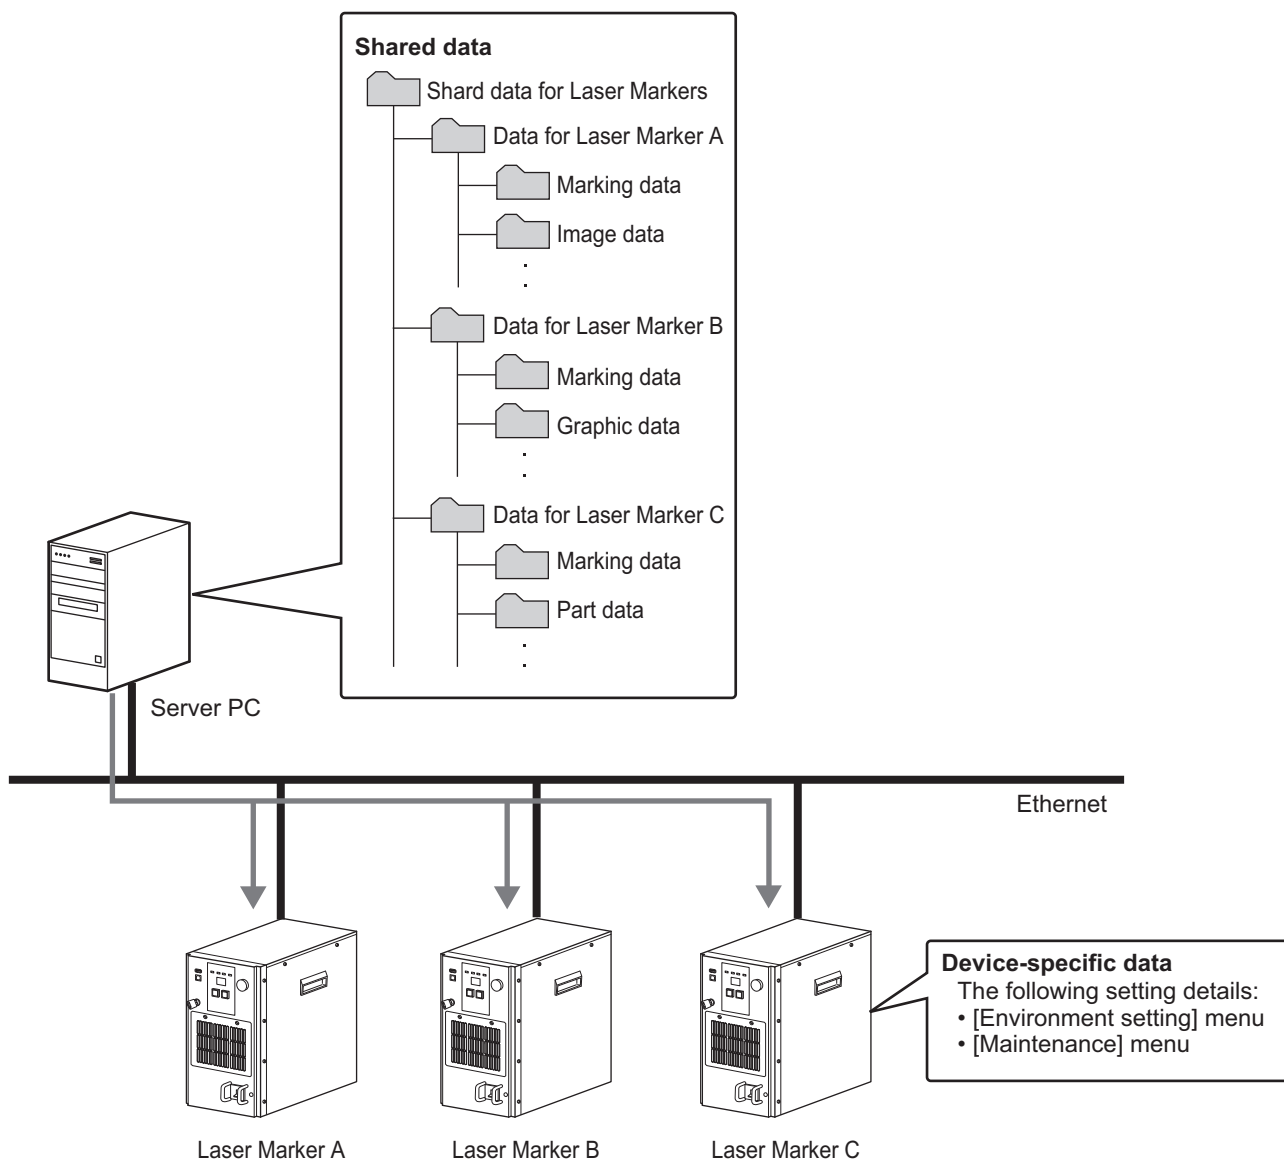 Shared data
Shard data for Laser Markers
Data for Laser Marker A
Marking data
Image data
Data for Laser Marker B
Marking data
Graphic data
Data for Laser Marker C
Marking data
Part data
Server PC
Ethernet
Device-specific data
The following setting details:
• [Environment setting] menu
• [Maintenance] menu
Laser Marker A
Laser Marker B
Laser Marker C